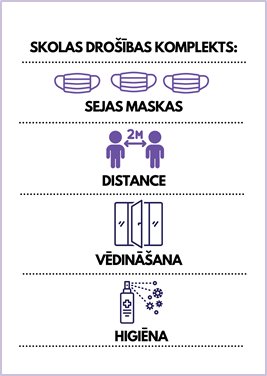 SKOLAS DROŠĪBAS KOMPLEKTS:
SEJAS MASKAS
2M
DISTANCE
VĒDINĀŠANA
HIGIĒNA